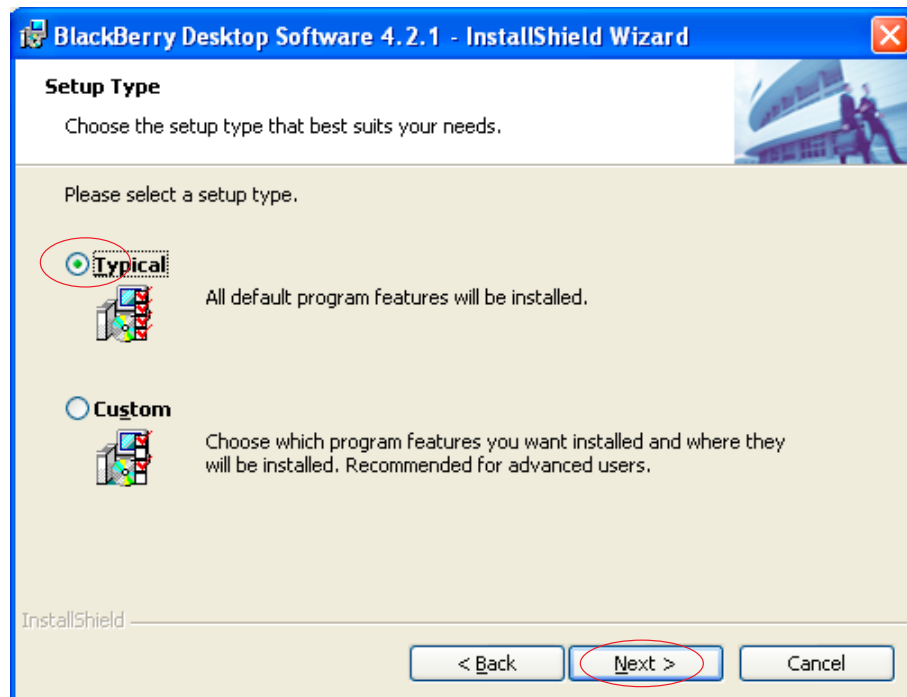 BlackBerry Desktop Software 4.2.1 - InstallShield Wizard
Setup Type
Choose the setup type that best suits your needs.
Please select a setup type.
Typical
All default program features will be installed.
Custom
Choose which program features you want installed and where they
will be installed. Recommended for advanced users.
InstallShield
< Back Next > Cancel